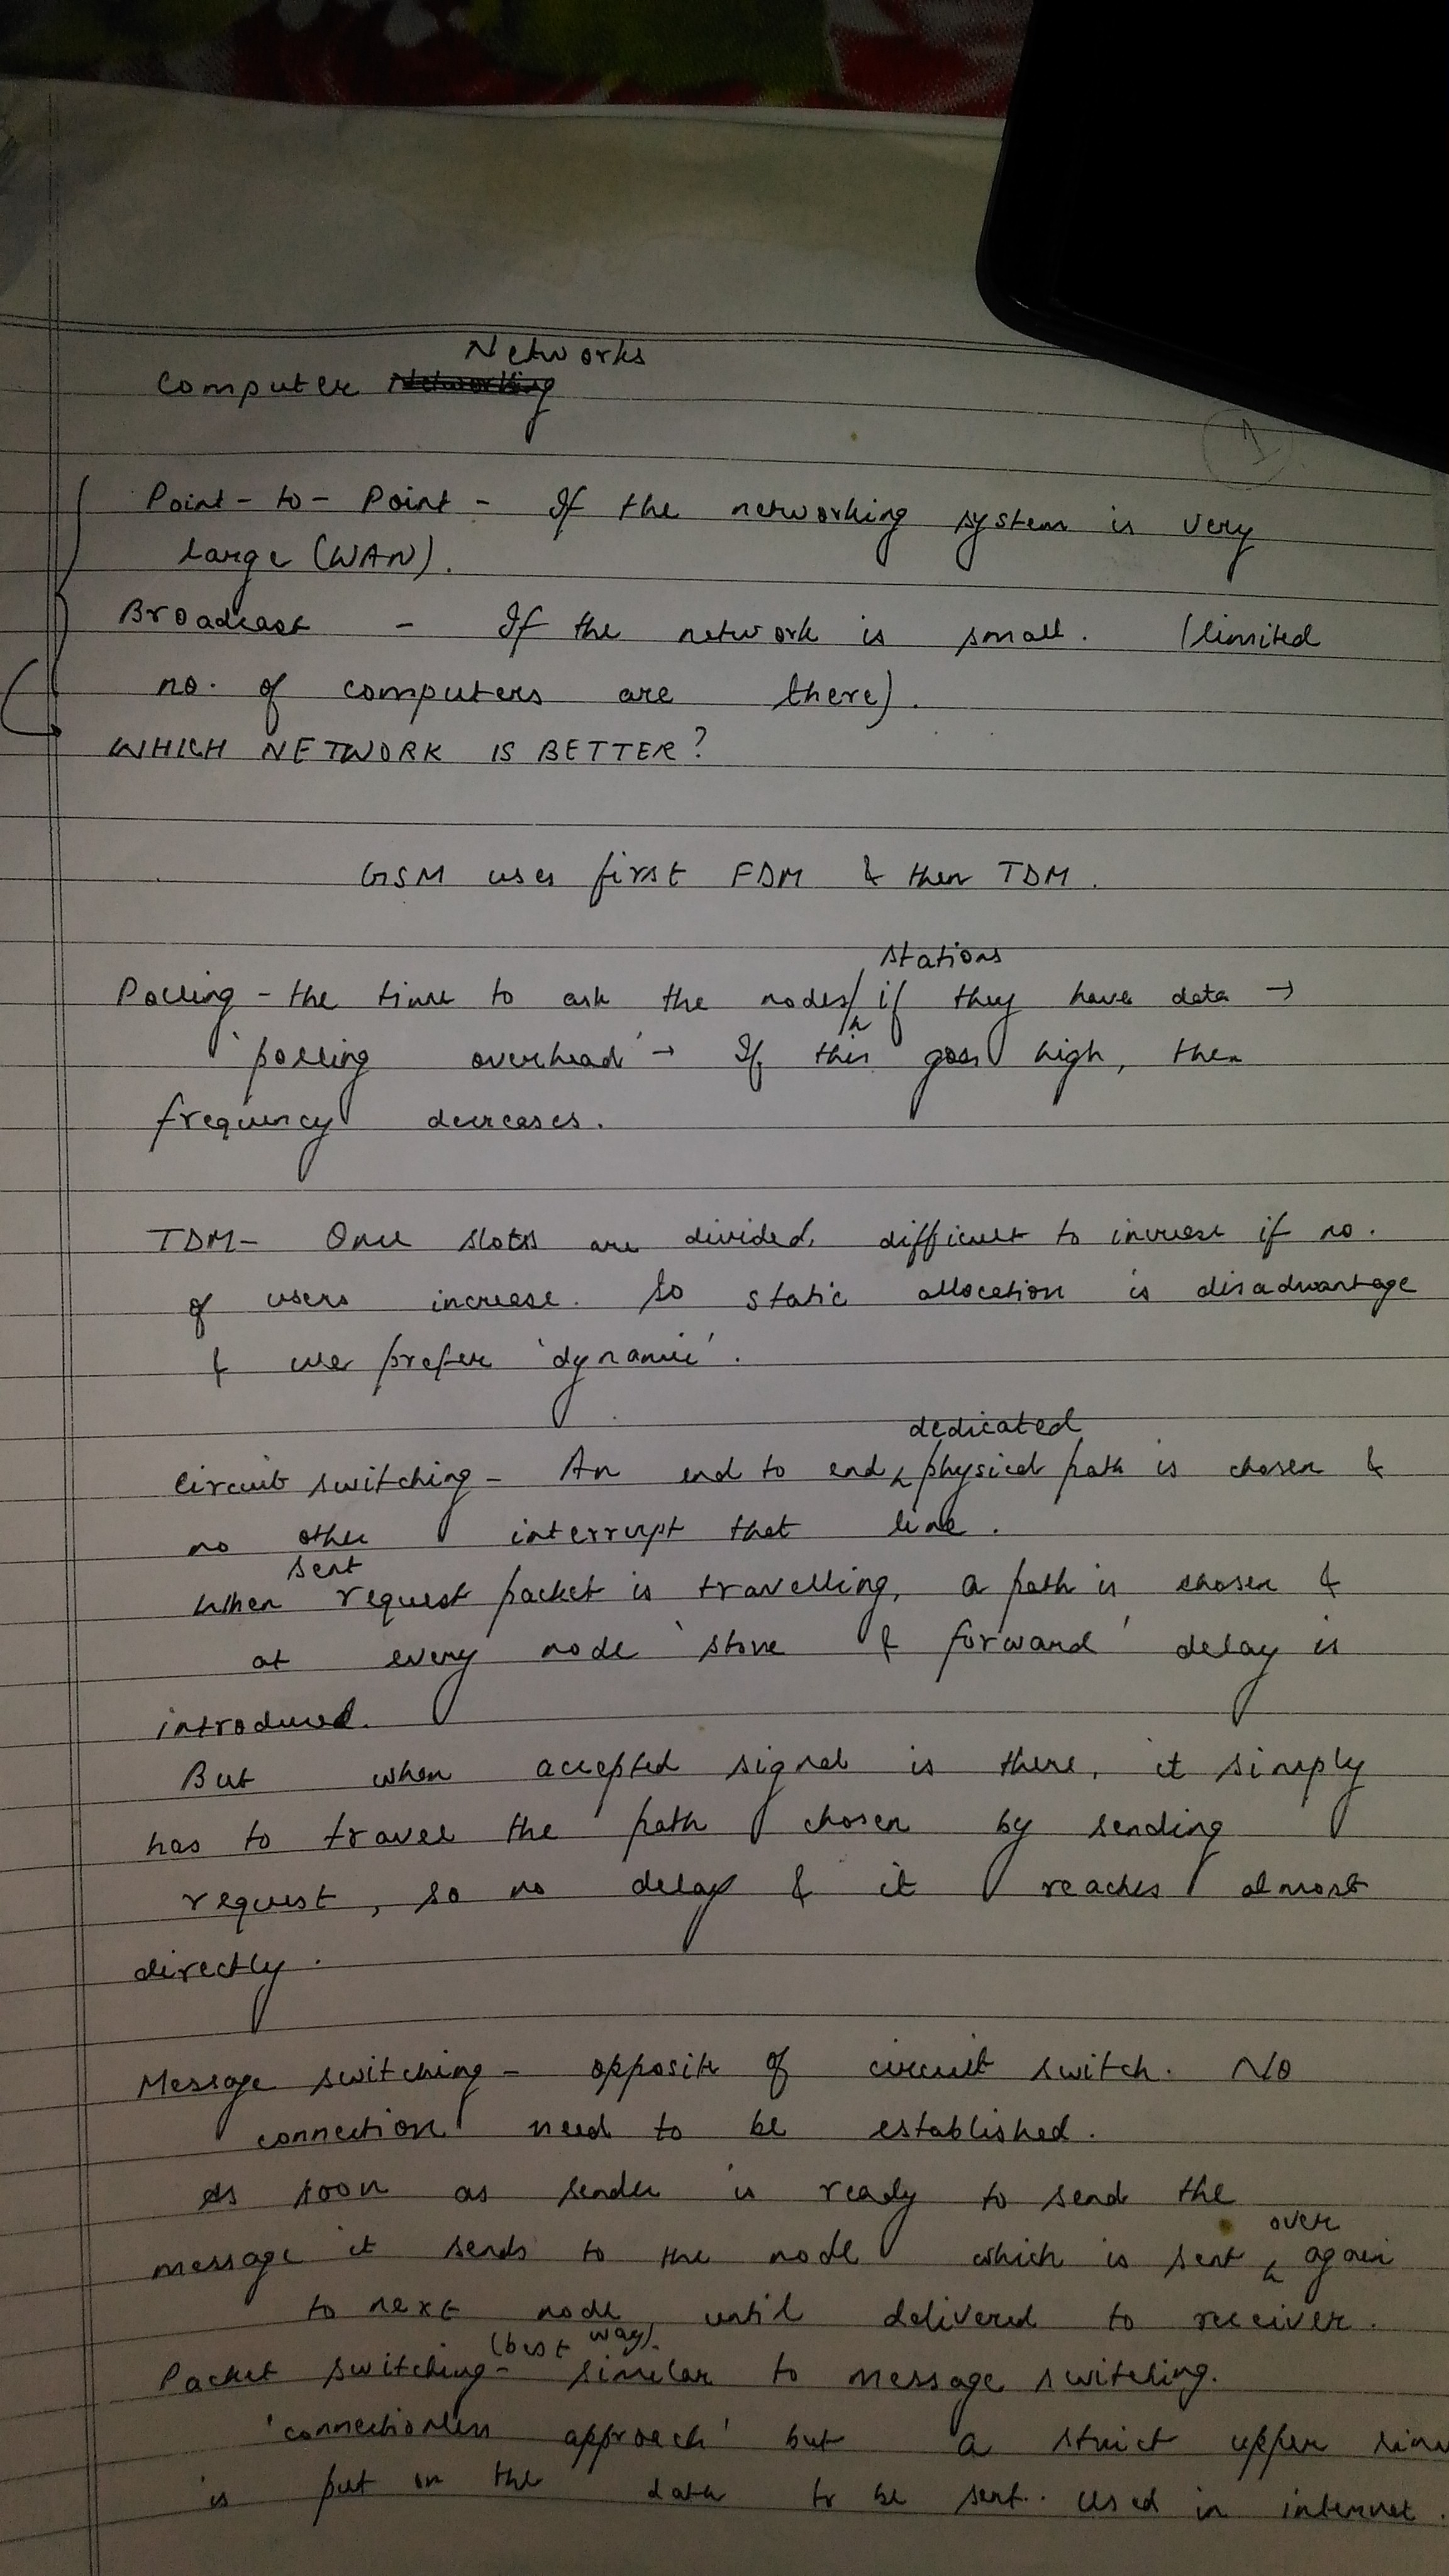 Networks
Computer
1
Point-to-Point - If the networking system is very
large (WAN).
Broadcast - If the network is small. (limited
no. of computers are there).
WHICH NETWORK IS BETTER?
GSM uses first FDM & then TDM.
stations
Polling - the time to ask the nodes/ if they have data →
'polling overhead' → If this goes high, then
frequency decreases.
TDM - Once slots are divided, difficult to increase if no.
of users increase. So static allocation is disadvantage
& we prefer 'dynamic'.
dedicated
Circuit switching - An end to end physical path is chosen &
no other interrupt that line.
sent
When request packet is travelling, a path is chosen &
at every node 'store & forward' delay is
introduced.
But when accepted signal is there, it simply
has to travel the path chosen by sending
request, so no delay & it reaches almost
directly.
Message switching - opposite of circuit switch. No
connection need to be established.
As soon as sender is ready to send the
over
message it sends to the node which is sent again
to next node, until delivered to receiver.
(best way).
Packet switching - similar to message switching.
'connectionless approach' but a strict upper
is put on the data to be sent. Used in internet.